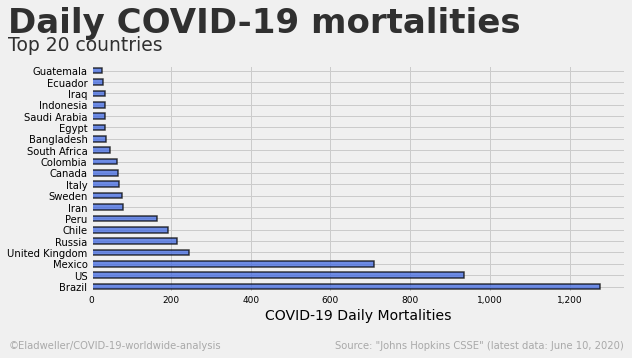 Daily COVID-19 mortalities
Top 20 countries
Guatemala
Ecuador
Iraq
Indonesia
Saudi Arabia
Egypt
Bangladesh
South Africa
Colombia
Canada
Italy
Sweden
Iran
Peru
Chile
Russia
United Kingdom
Mexico
US
Brazil
0 200 400 600 800 1,000 1,200
COVID-19 Daily Mortalities
©Eladweller/COVID-19-worldwide-analysis Source: "Johns Hopkins CSSE" (latest data: June 10, 2020)